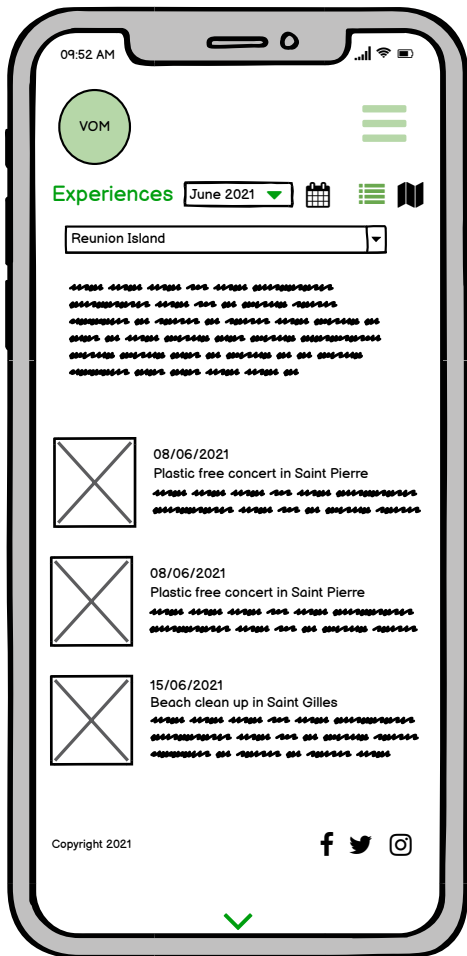 09:52 AM
VOM
Experiences
June 2021
Reunion Island
08/06/2021
Plastic free concert in Saint Pierre
08/06/2021
Plastic free concert in Saint Pierre
15/06/2021
Beach clean up in Saint Gilles
Copyright 2021